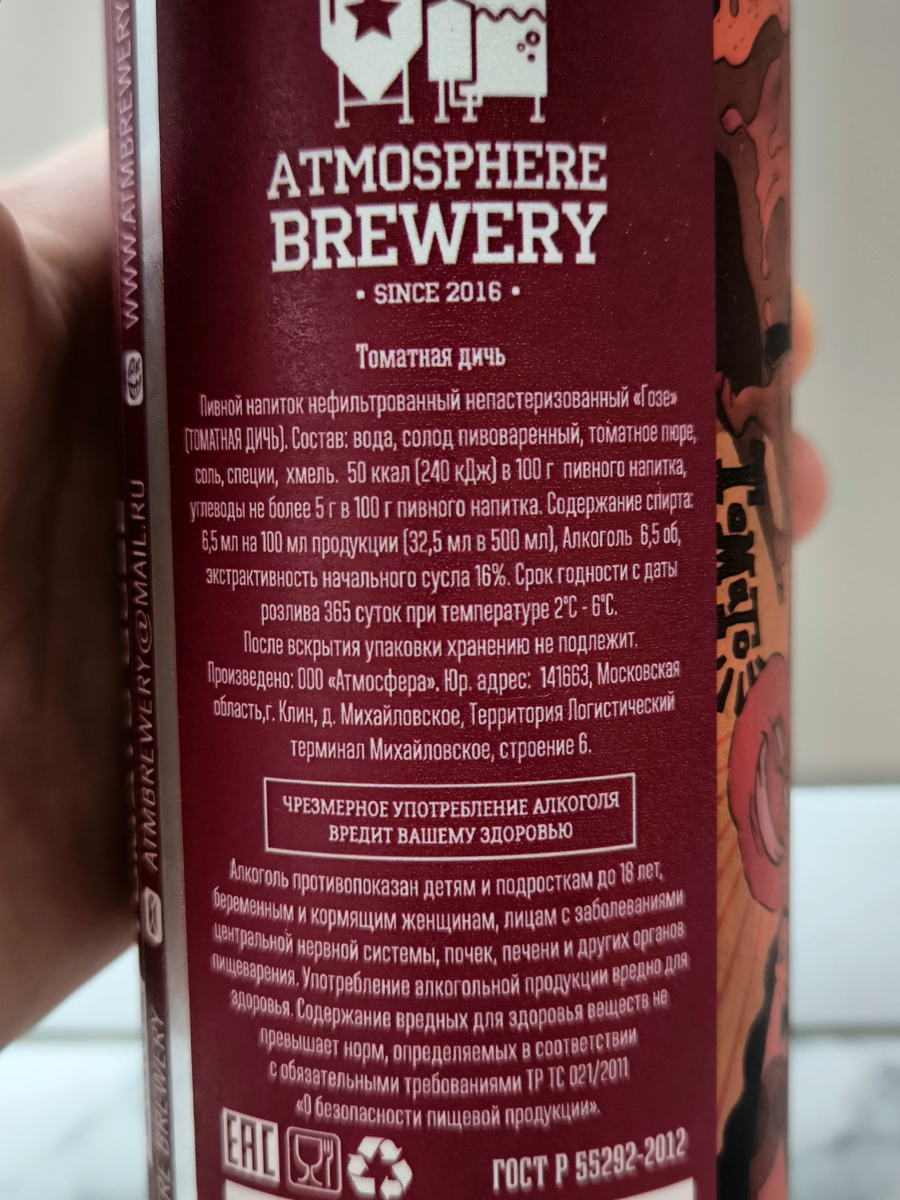 ATMOSPHERE
BREWERY
• SINCE 2016 •
Томатная дичь
Пивной напиток нефильтрованный непастеризованный «Гозе»
(ТОМАТНАЯ ДИЧЬ). Состав: вода, солод пивоваренный, томатное пюре,
соль, специи, хмель. 50 ккал (240 кДж) в 100 г пивного напитка,
углеводы не более 5 г в 100 г пивного напитка. Содержание спирта:
6,5 мл на 100 мл продукции (32,5 мл в 500 мл), Алкоголь 6,5 об,
экстрактивность начального сусла 16%. Срок годности с даты
розлива 365 суток при температуре 2°C - 6°C.
После вскрытия упаковки хранению не подлежит.
Произведено: ООО «Атмосфера». Юр. адрес: 141663, Московская
область,г. Клин, д. Михайловское, Территория Логистический
терминал Михайловское, строение 6.
ЧРЕЗМЕРНОЕ УПОТРЕБЛЕНИЕ АЛКОГОЛЯ
ВРЕДИТ ВАШЕМУ ЗДОРОВЬЮ
Алкоголь противопоказан детям и подросткам до 18 лет,
беременным и кормящим женщинам, лицам с заболеваниями
центральной нервной системы, почек, печени и других органов
пищеварения. Употребление алкогольной продукции вредно для
здоровья. Содержание вредных для здоровья веществ не
превышает норм, определяемых в соответствии
с обязательными требованиями ТР ТС 021/2011
«О безопасности пищевой продукции».
EAC
ГОСТ Р 55292-2012
WWW.ATMBREWERY
ATMBREWERY@MAIL.RU
BREWERY
Tomato